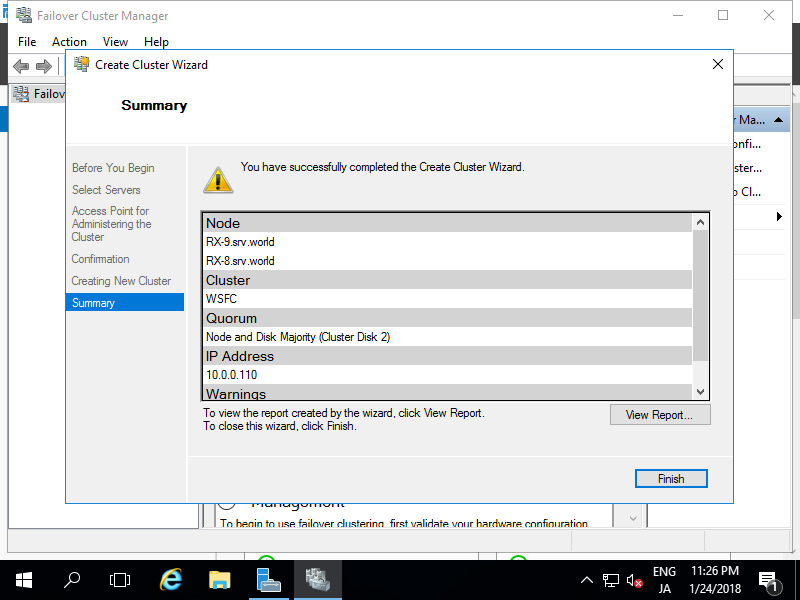 Failover Cluster Manager
File Action View Help
Create Cluster Wizard
Failov
Summary
r Ma...
onfi...
ster...
o Cl...
Before You Begin
Select Servers
Access Point for
Administering the
Cluster
Confirmation
Creating New Cluster
Summary
You have successfully completed the Create Cluster Wizard.
Node
RX-9.srv.world
RX-8.srv.world
Cluster
WSFC
Quorum
Node and Disk Majority (Cluster Disk 2)
IP Address
10.0.0.110
Warnings
To view the report created by the wizard, click View Report.
To close this wizard, click Finish.
View Report...
Finish
Management
To begin to use failover clustering, first validate your hardware configuration
ENG
JA
11:26 PM
1/24/2018
1